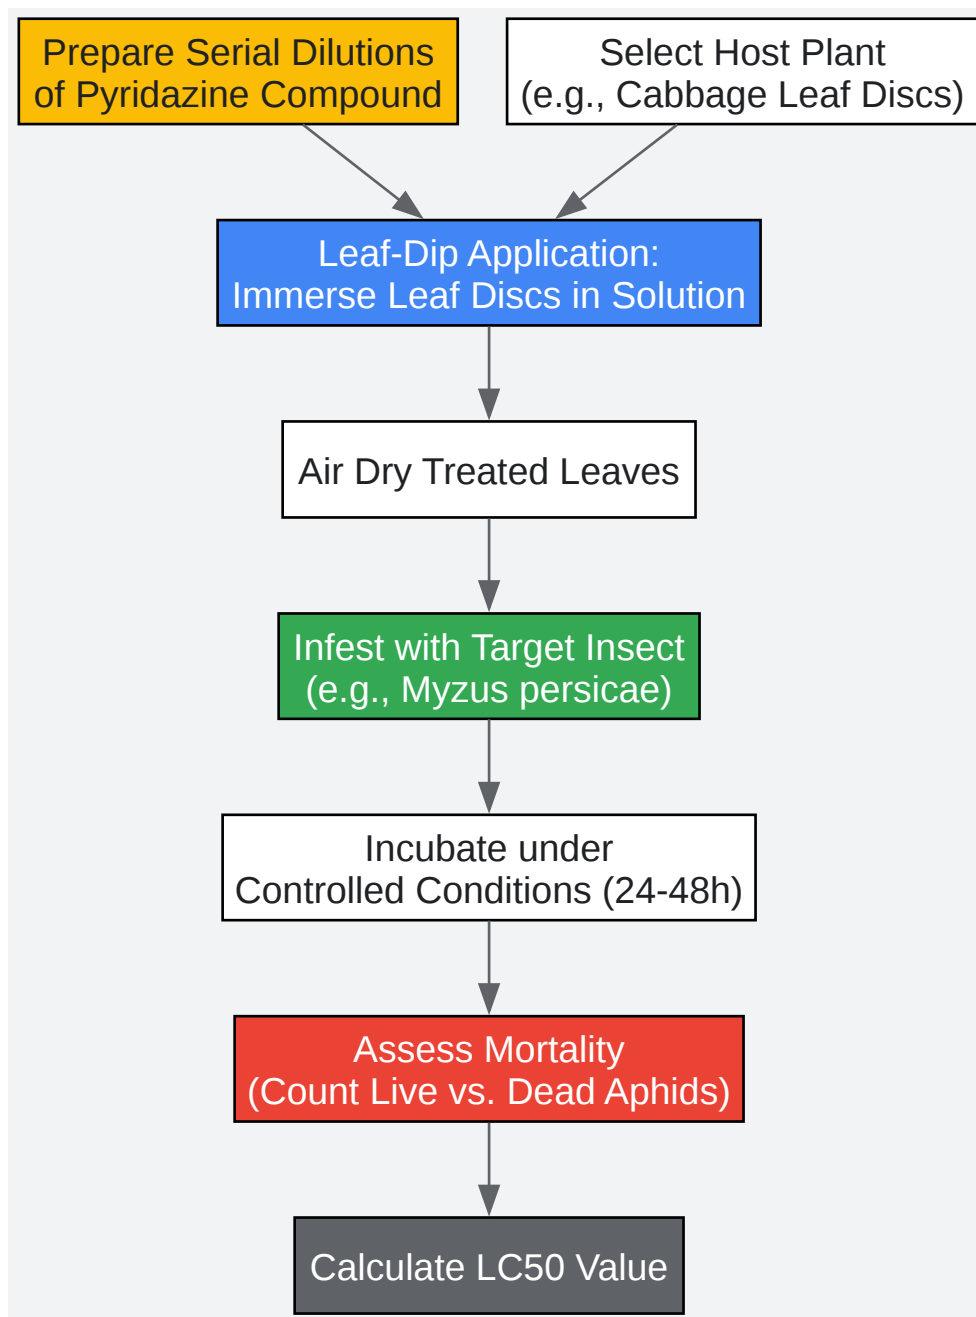 Prepare Serial Dilutions
of Pyridazine Compound
Select Host Plant
(e.g., Cabbage Leaf Discs)
Leaf-Dip Application:
Immerse Leaf Discs in Solution
Air Dry Treated Leaves
Infest with Target Insect
(e.g., Myzus persicae)
Incubate under
Controlled Conditions (24-48h)
Assess Mortality
(Count Live vs. Dead Aphids)
Calculate LC50 Value